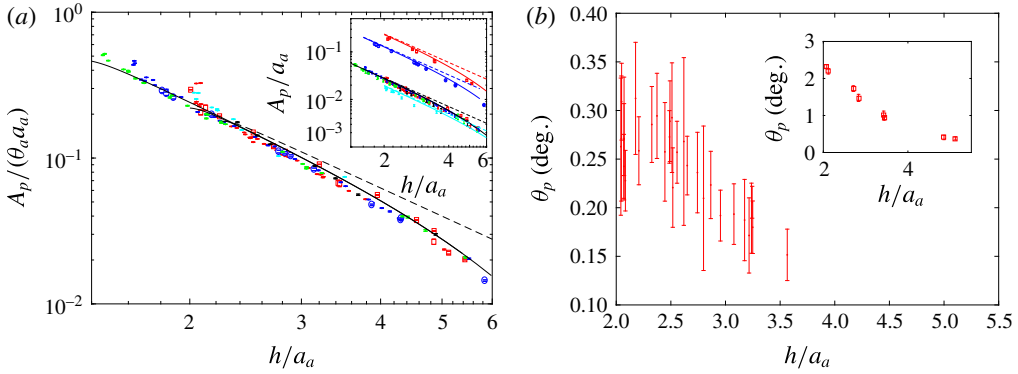 (a)
10⁰
10⁻¹
10⁻²
A_p/(θ_a a_a)
2
3
4
5
6
h/a_a
10⁻¹
10⁻²
10⁻³
A_p/a_a
2
4
6
h/a_a
(b)
0.40
0.35
0.30
0.25
0.20
0.15
0.10
θ_p (deg.)
2.0 2.5 3.0 3.5 4.0 4.5 5.0 5.5
h/a_a
3
2
1
0
θ_p (deg.)
2
4
h/a_a